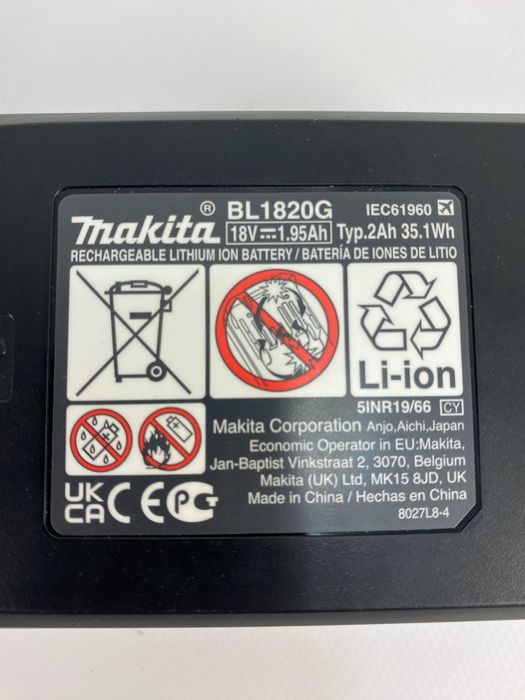 makita ® BL1820G IEC61960
18V⎓1.95Ah Typ.2Ah 35.1Wh
RECHARGEABLE LITHIUM ION BATTERY / BATERÍA DE IONES DE LITIO
Li-ion
5INR19/66 CY
Makita Corporation Anjo,Aichi,Japan
Economic Operator in EU:Makita,
Jan-Baptist Vinkstraat 2, 3070, Belgium
Makita (UK) Ltd, MK15 8JD, UK
Made in China / Hechas en China
8027L8-4
UK
CA CE PCT